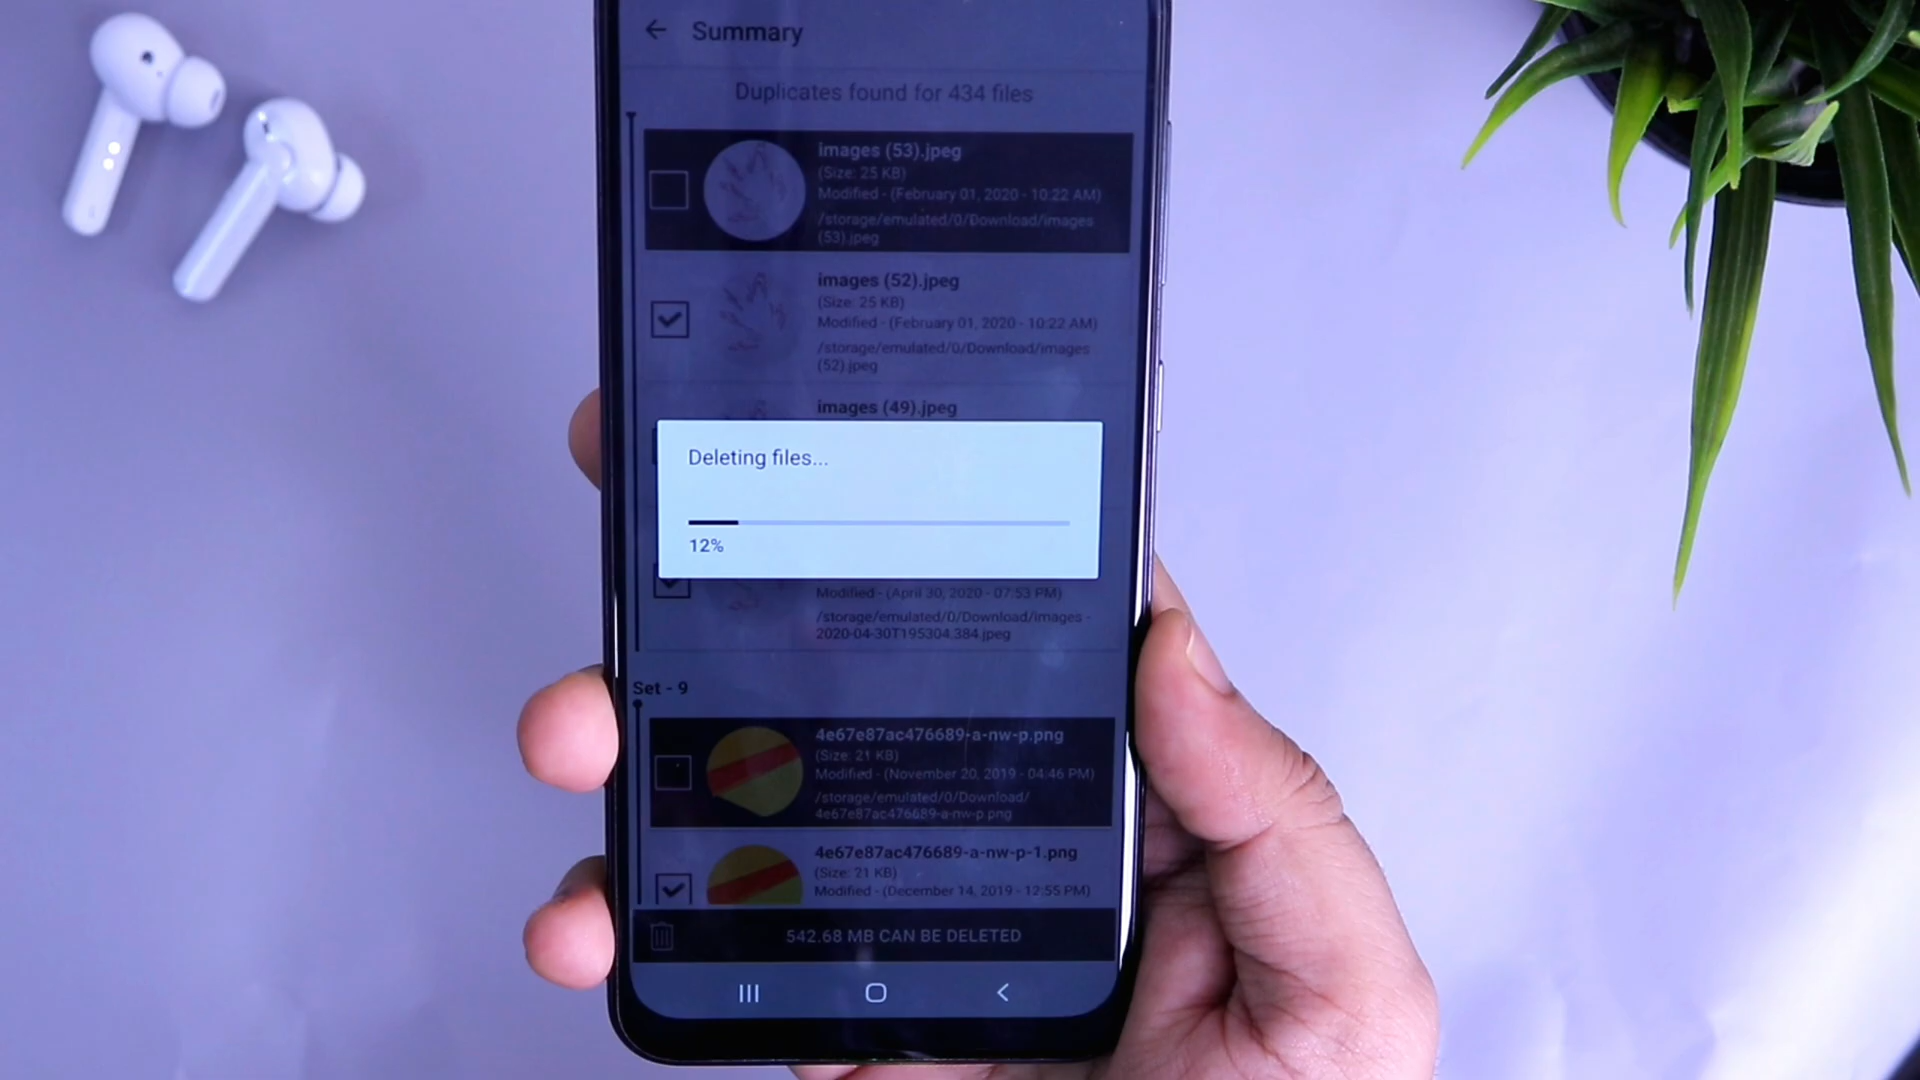 Summary
Duplicates found for 434 files
images (53).jpeg
(Size: 25 KB)
Modified - (February 01, 2020 - 10:22 AM)
/storage/emulated/0/Download/images
(53).jpeg
images (52).jpeg
(Size: 25 KB)
Modified - (February 01, 2020 - 10:22 AM)
/storage/emulated/0/Download/images
(52).jpeg
images (49).jpeg
Deleting files...
12%
Modified - (April 30, 2020 - 07:53 PM)
/storage/emulated/0/Download/images -
2020-04-30T195304.384.jpeg
Set - 9
4e67e87ac476689-a-nw-p.png
(Size: 21 KB)
Modified - (November 20, 2019 - 04:46 PM)
/storage/emulated/0/Download/
4e67e87ac476689-a-nw-p.png
4e67e87ac476689-a-nw-p-1.png
(Size: 21 KB)
Modified - (December 14, 2019 - 12:55 PM)
542.68 MB CAN BE DELETED